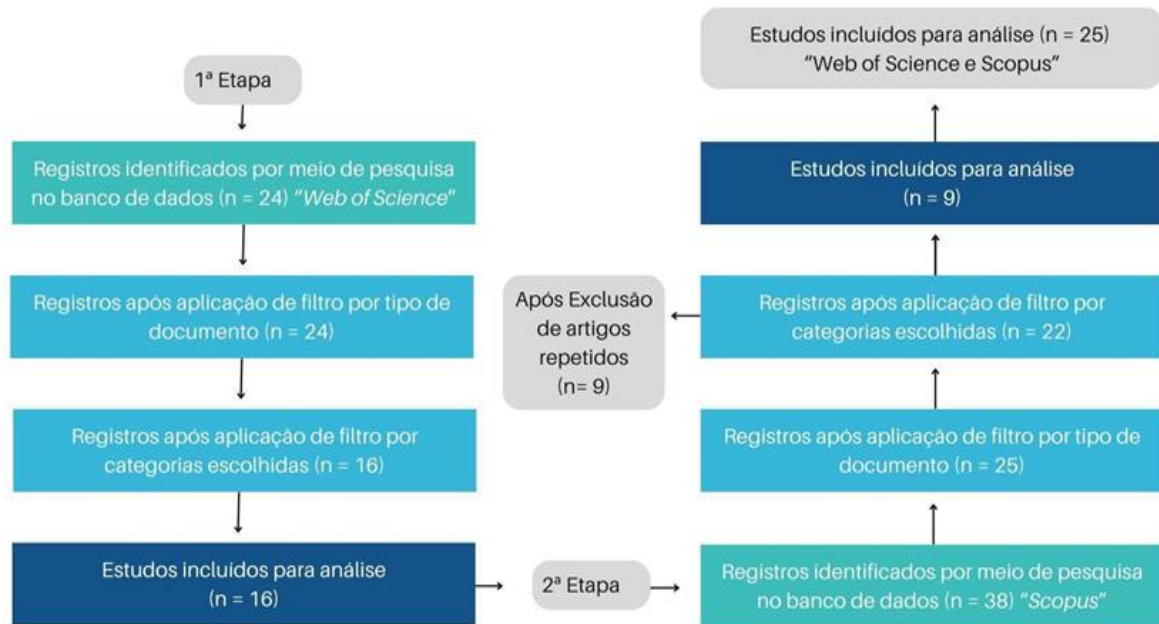 1ª Etapa
Registros identificados por meio de pesquisa
no banco de dados (n = 24) "Web of Science"
Registros após aplicação de filtro por tipo de
documento (n = 24)
Registros após aplicação de filtro por
categorias escolhidas (n = 16)
Estudos incluídos para análise
(n = 16)
2ª Etapa
Registros identificados por meio de pesquisa
no banco de dados (n = 38) "Scopus"
Registros após aplicação de filtro por tipo de
documento (n = 25)
Registros após aplicação de filtro por
categorias escolhidas (n = 22)
Após Exclusão
de artigos
repetidos
(n= 9)
Estudos incluídos para análise
(n = 9)
Estudos incluídos para análise (n = 25)
"Web of Science e Scopus"